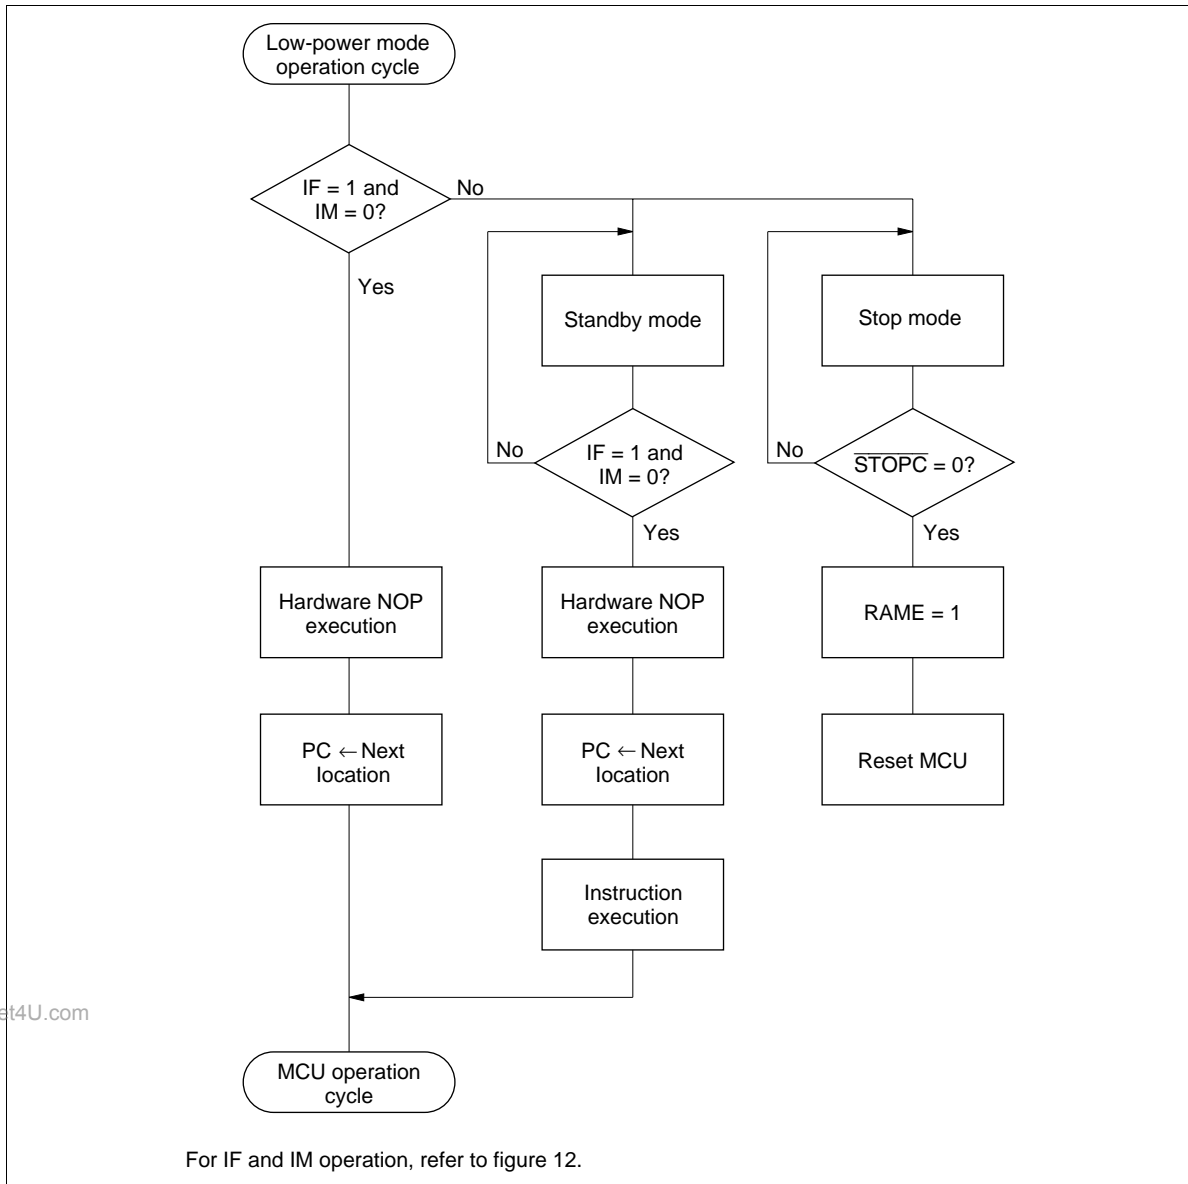 Low-power mode
operation cycle
IF = 1 and
IM = 0?
No
Yes
Standby mode
Stop mode
No
IF = 1 and
IM = 0?
Yes
No
STOPC = 0?
Yes
Hardware NOP
execution
Hardware NOP
execution
RAME = 1
PC ← Next
location
PC ← Next
location
Reset MCU
Instruction
execution
et4U.com
MCU operation
cycle
For IF and IM operation, refer to figure 12.